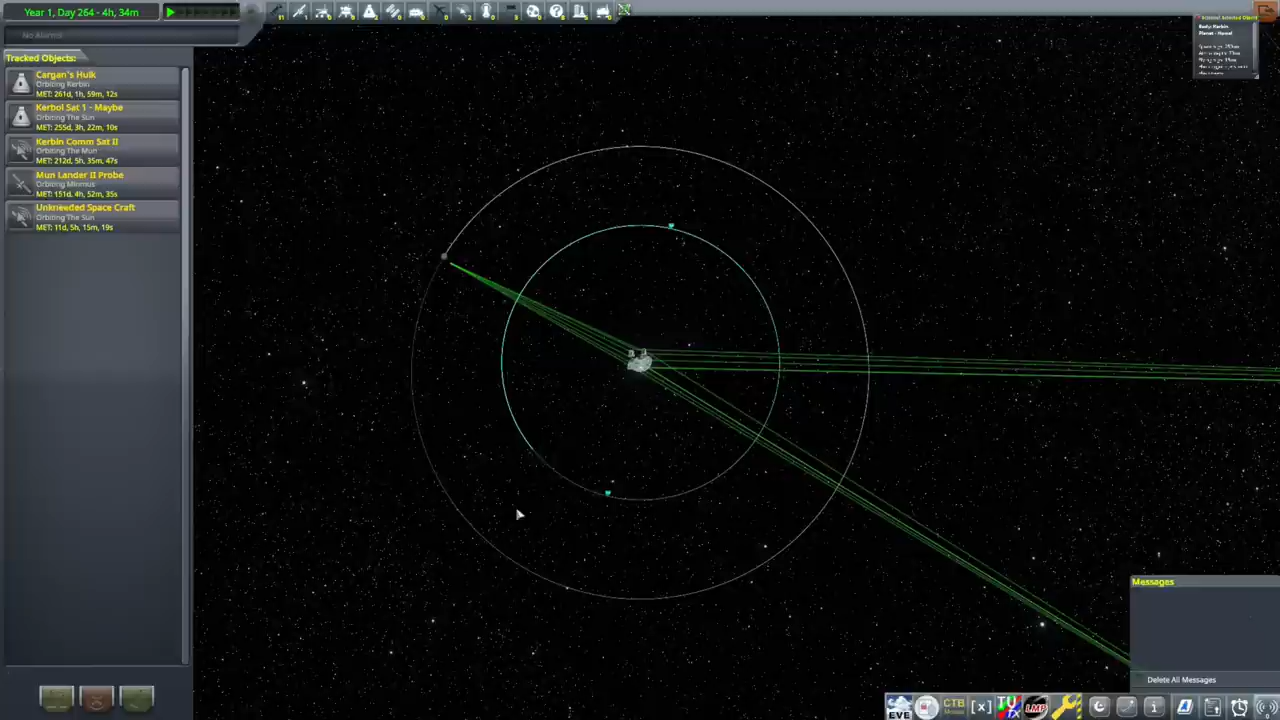 Year 1, Day 264 - 4h, 34m
No Alarms
Tracked Objects:
Cargan's Hulk
Orbiting Kerbin
MET: 261d, 1h, 59m, 12s
Kerbol Sat 1 - Maybe
Orbiting The Sun
MET: 255d, 3h, 22m, 10s
Kerbin Comm Sat II
Orbiting The Mun
MET: 212d, 5h, 35m, 47s
Mun Lander II Probe
Orbiting Minmus
MET: 151d, 4h, 52m, 35s
Unkneeded Space Craft
Orbiting The Sun
MET: 11d, 5h, 15m, 19s
Messages
Delete All Messages
EVE
CTB
[x]
LMP